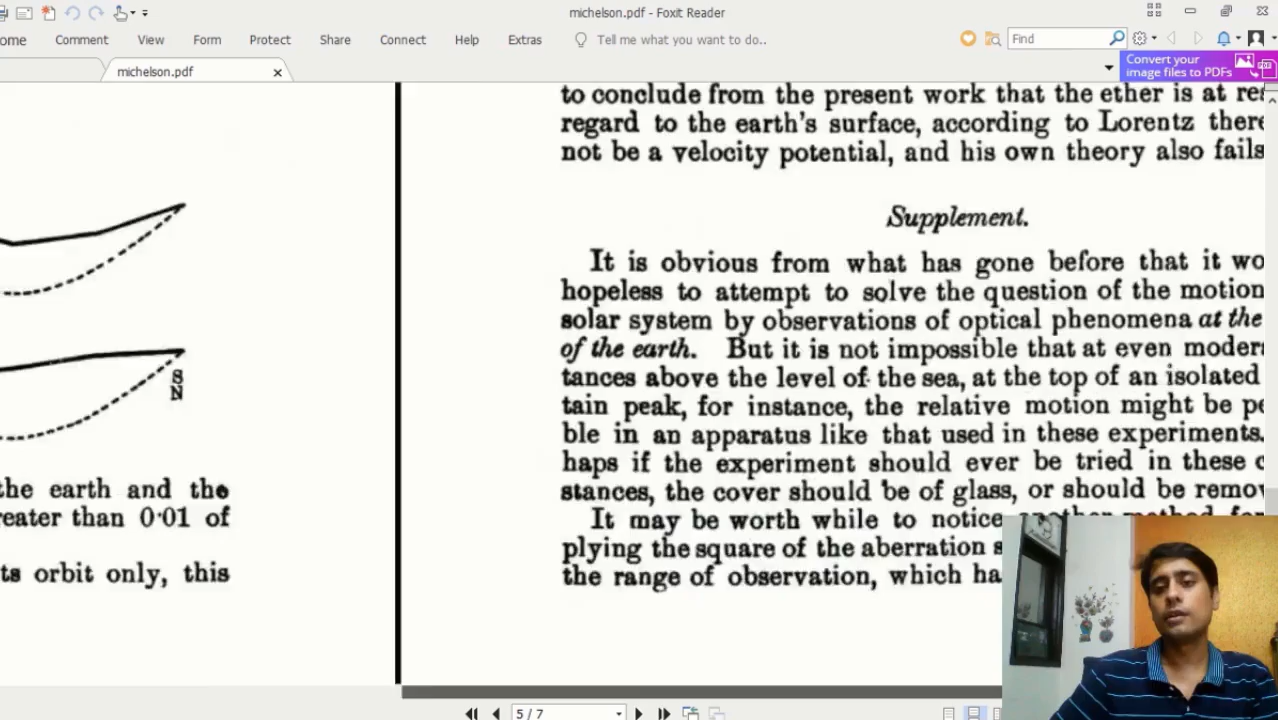 michelson.pdf - Foxit Reader
ome Comment View Form Protect Share Connect Help Extras Tell me what you want to do.. Find
michelson.pdf
Convert your
image files to PDFs
to conclude from the present work that the ether is at res
regard to the earth's surface, according to Lorentz there
not be a velocity potential, and his own theory also fails
Supplement.
It is obvious from what has gone before that it wo
hopeless to attempt to solve the question of the motion
solar system by observations of optical phenomena at the
of the earth. But it is not impossible that at even moder
tances above the level of the sea, at the top of an isolated
tain peak, for instance, the relative motion might be pe
ble in an apparatus like that used in these experiments.
haps if the experiment should ever be tried in these c
stances, the cover should be of glass, or should be remov
It may be worth while to notice another method for
plying the square of the aberration s
the range of observation, which ha
S
N
the earth and the
reater than 0·01 of
ts orbit only, this
5 / 7